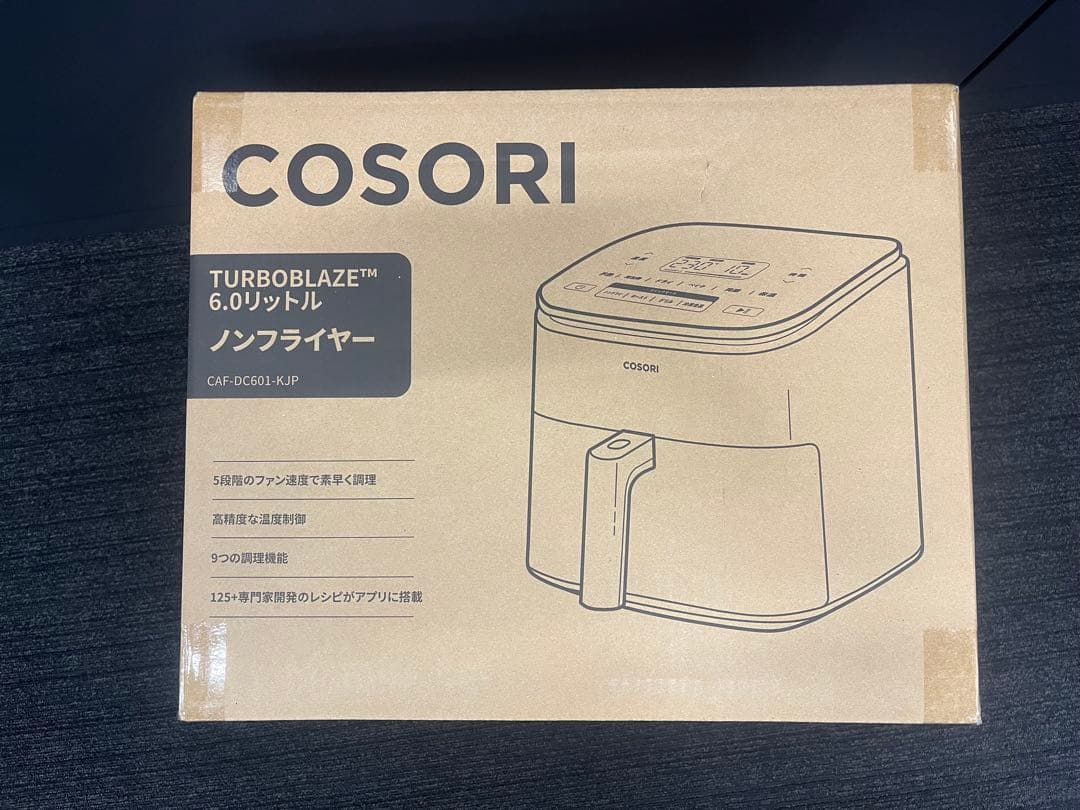 COSORI
TURBOBLAZE™
6.0リットル
ノンフライヤー
CAF-DC601-KJP
5段階のファン速度で素早く調理
高精度な温度制御
9つの調理機能
125+専門家開発のレシピがアプリに搭載
COSORI